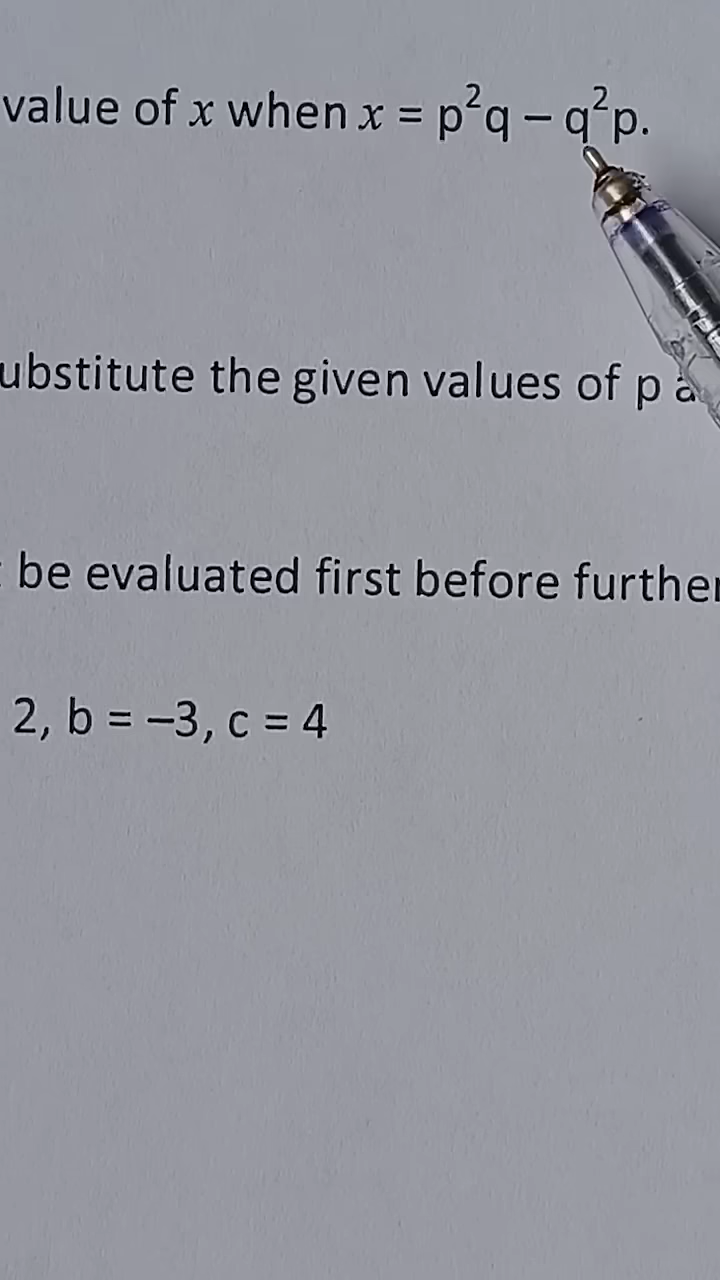 value of x when x = p²q – q²p.
ubstitute the given values of p a
be evaluated first before further
2, b = –3, c = 4